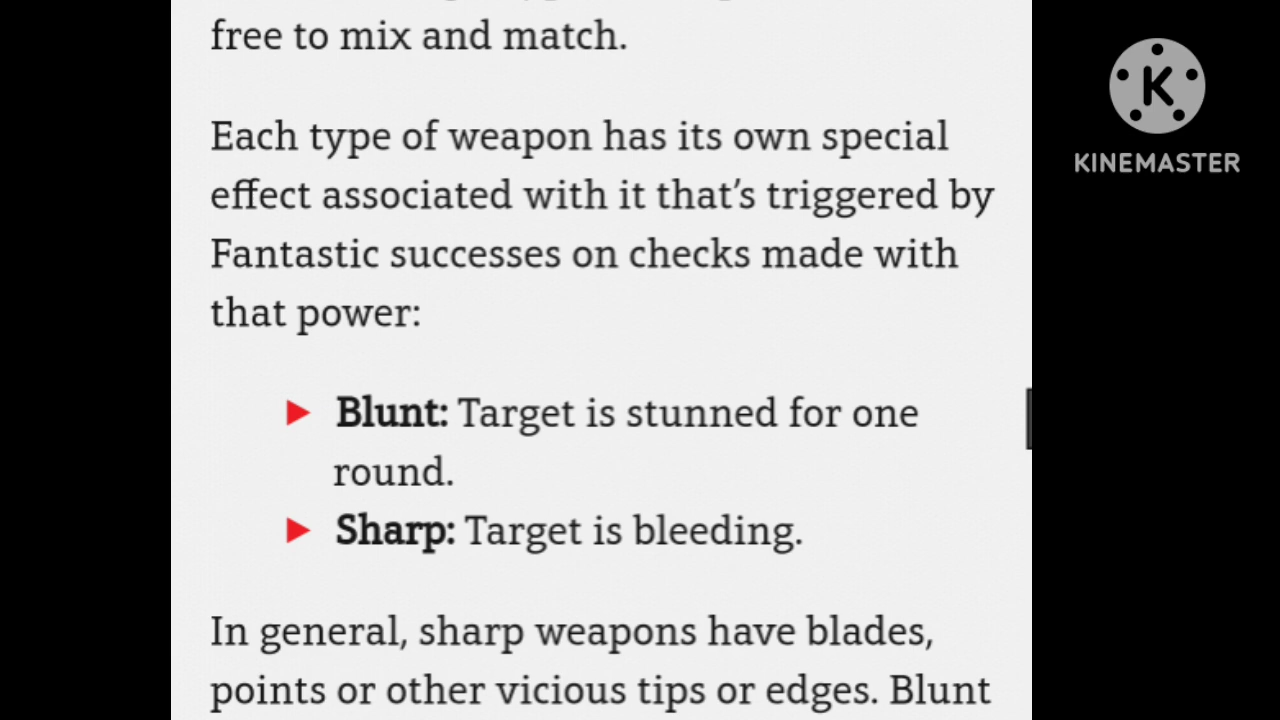 free to mix and match.
Each type of weapon has its own special
effect associated with it that's triggered by
Fantastic successes on checks made with
that power:
▶ Blunt: Target is stunned for one
round.
▶ Sharp: Target is bleeding.
In general, sharp weapons have blades,
points or other vicious tips or edges. Blunt
K
KINEMASTER